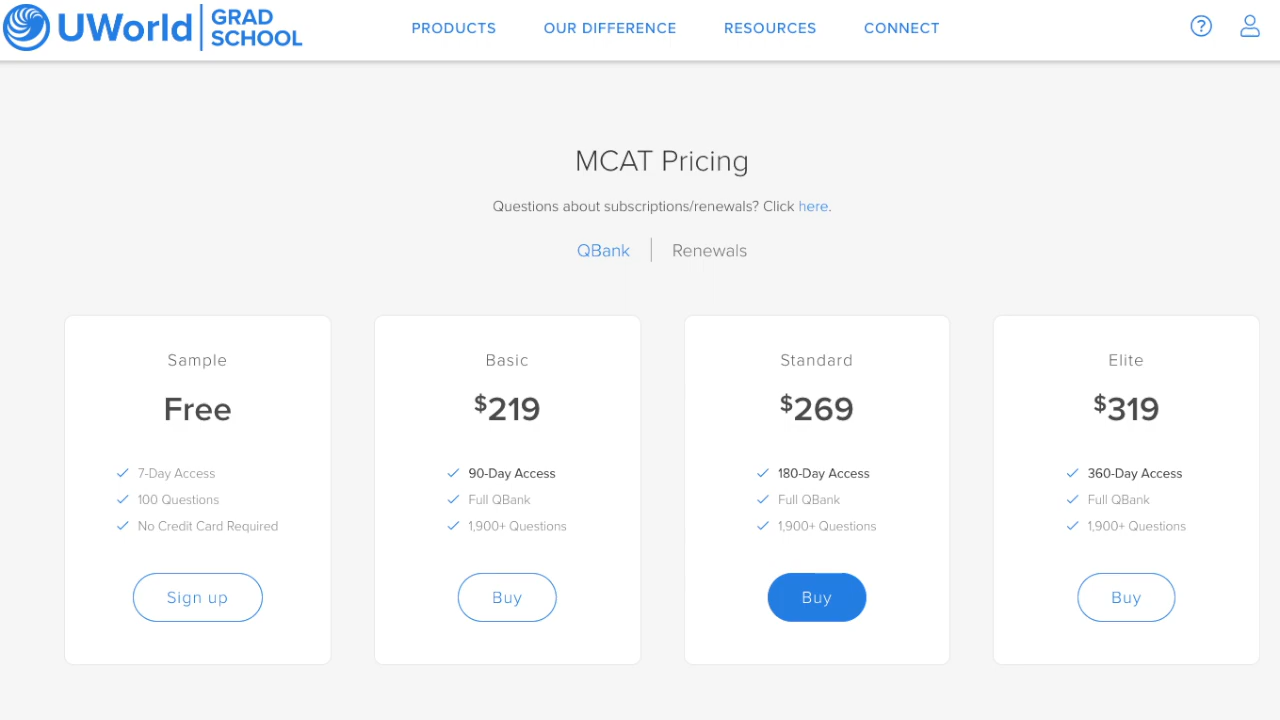 UWorld
GRAD
SCHOOL
PRODUCTS
OUR DIFFERENCE
RESOURCES
CONNECT
?
MCAT Pricing
Questions about subscriptions/renewals? Click here.
QBank
Renewals
Sample
Free
7-Day Access
100 Questions
No Credit Card Required
Sign up
Basic
$219
90-Day Access
Full QBank
1,900+ Questions
Buy
Standard
$269
180-Day Access
Full QBank
1,900+ Questions
Buy
Elite
$319
360-Day Access
Full QBank
1,900+ Questions
Buy